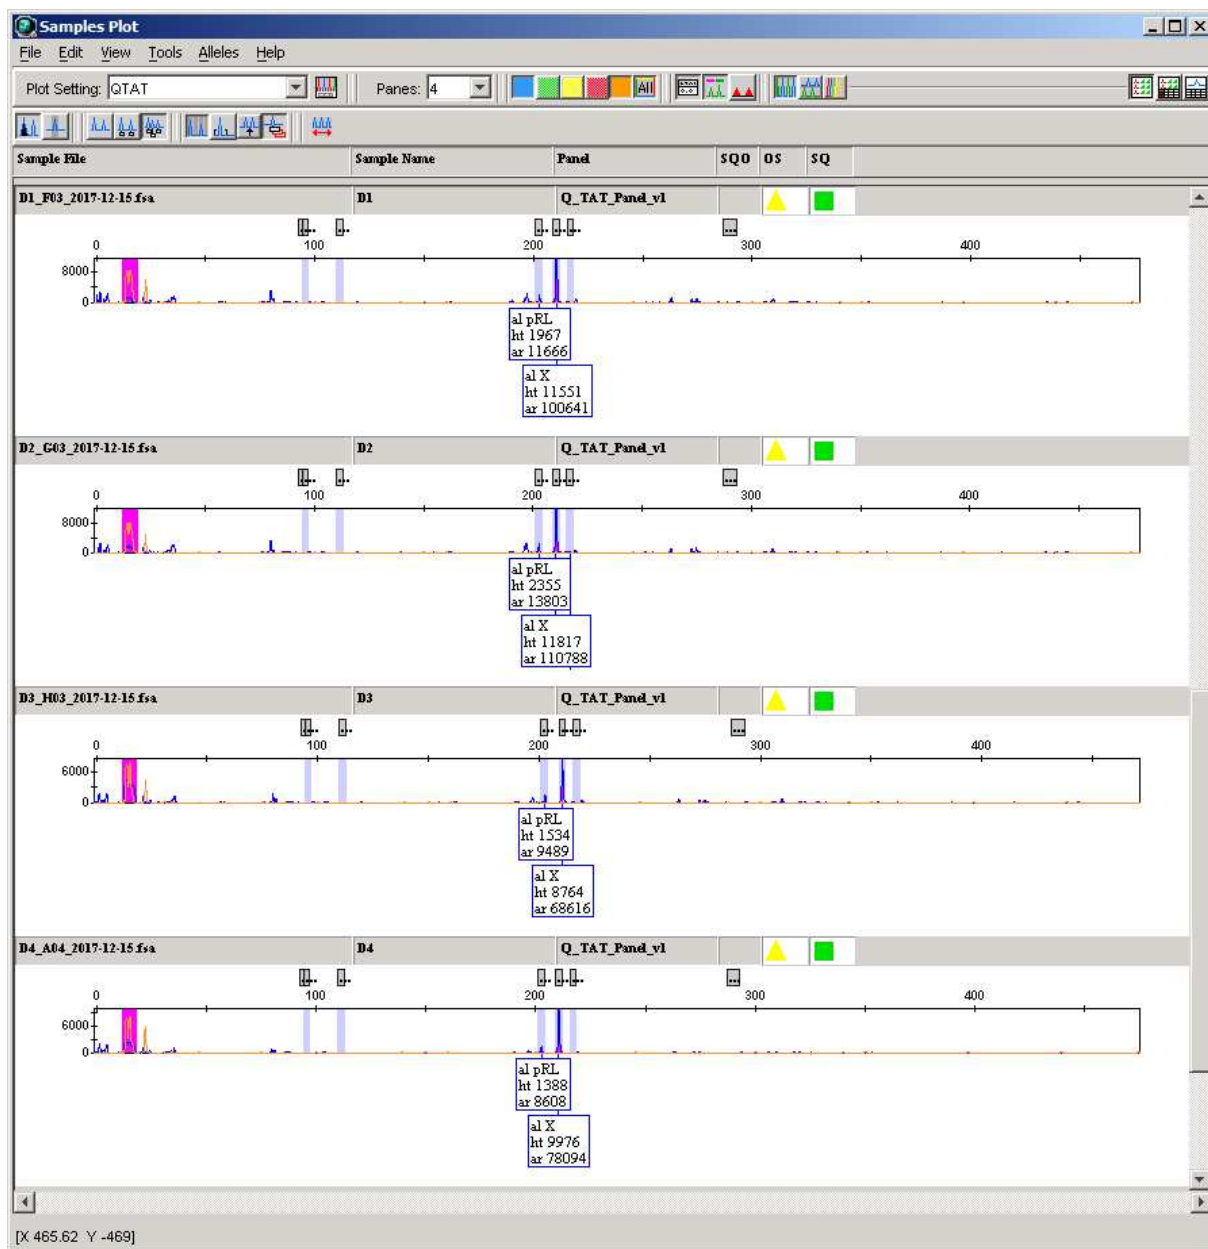 Samples Plot
File Edit View Tools Alleles Help
Plot Setting: QTAT Panes: 4 All
Sample File Sample Name Panel SQO OS SQ
D1_F03_2017-12-15.fsa D1 Q_TAT_Panel_v1
... ... ... ... ... ...
0 100 200 300 400
8000
0
al pRL
ht 1967
ar 11666
al X
ht 11551
ar 100641
D2_G03_2017-12-15.fsa D2 Q_TAT_Panel_v1
... ... ... ... ... ...
0 100 200 300 400
8000
0
al pRL
ht 2355
ar 13803
al X
ht 11817
ar 110788
D3_H03_2017-12-15.fsa D3 Q_TAT_Panel_v1
... ... ... ... ... ...
0 100 200 300 400
6000
0
al pRL
ht 1534
ar 9489
al X
ht 8764
ar 68616
D4_A04_2017-12-15.fsa D4 Q_TAT_Panel_v1
... ... ... ... ... ...
0 100 200 300 400
6000
0
al pRL
ht 1388
ar 8608
al X
ht 9976
ar 78094
[X 465.62 Y -469]